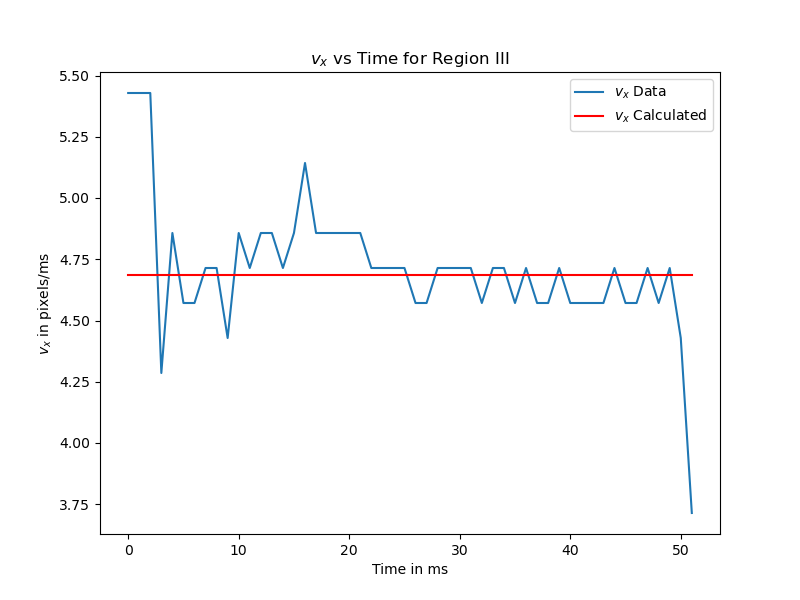 vₓ vs Time for Region III
vₓ Data
vₓ Calculated
5.50
5.25
5.00
4.75
4.50
4.25
4.00
3.75
vₓ in pixels/ms
0 10 20 30 40 50
Time in ms